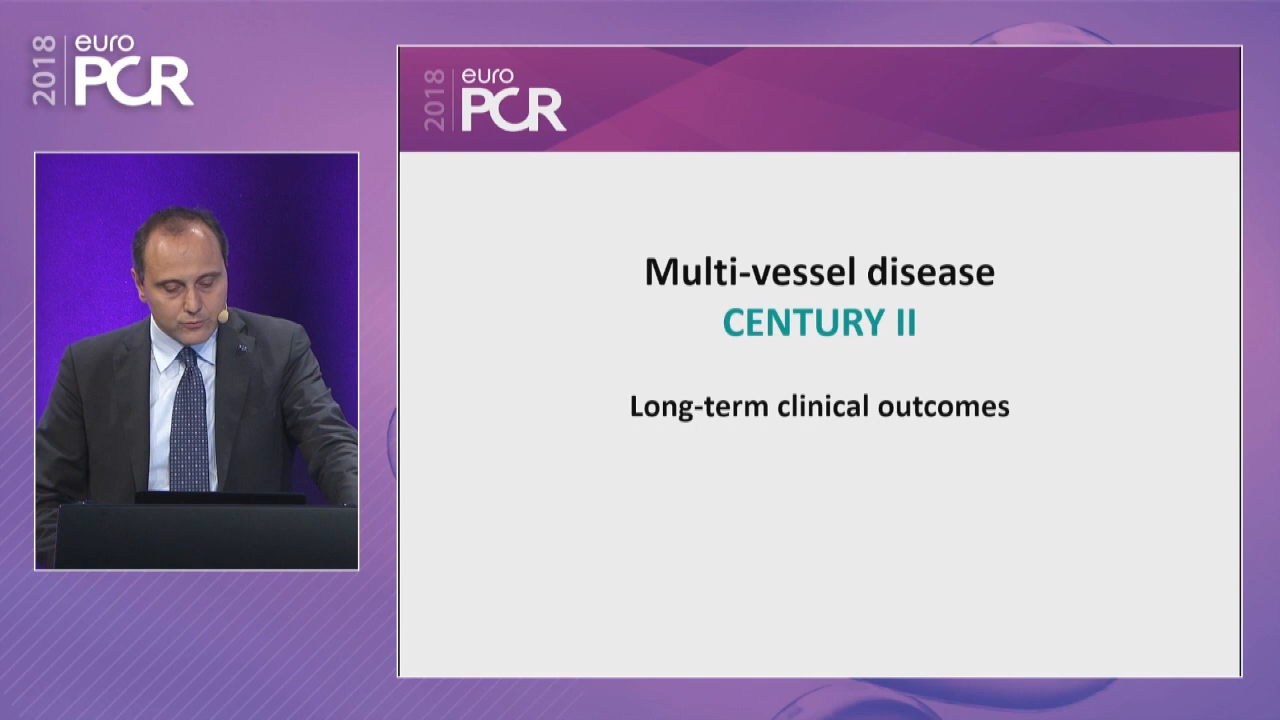 2018
euro
PCR
2018
euro
PCR
Multi-vessel disease
CENTURY II
Long-term clinical outcomes